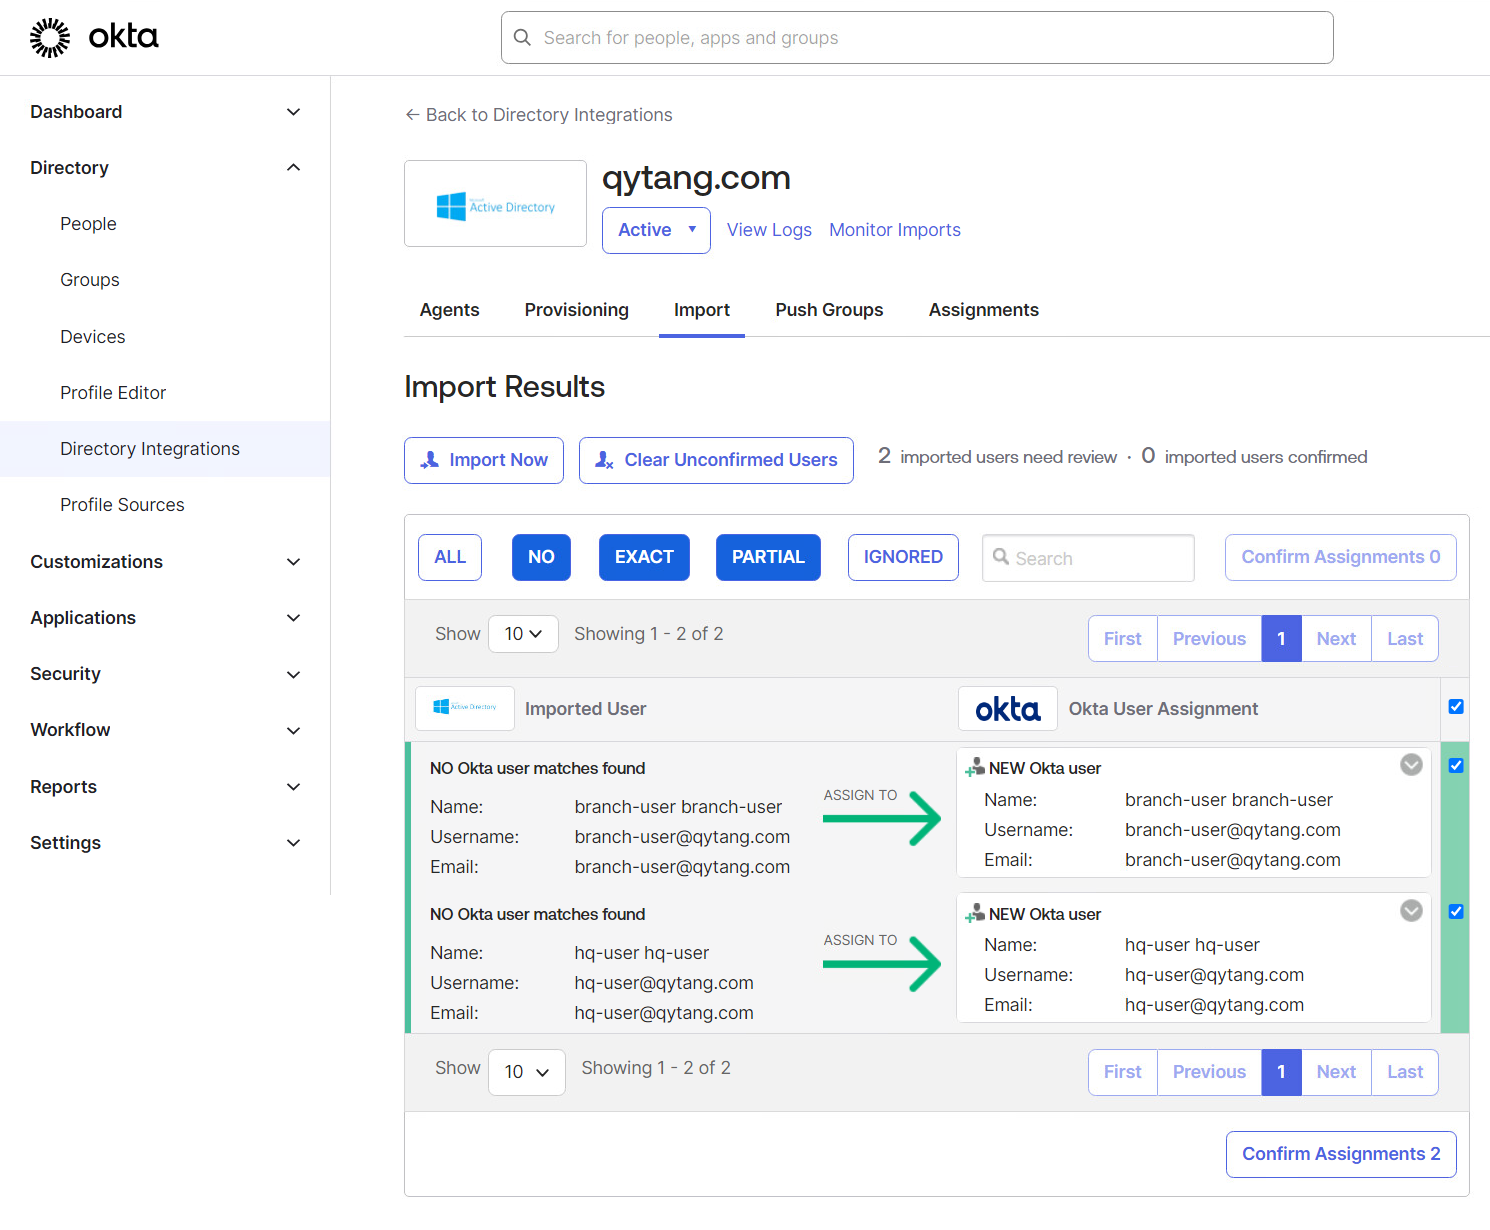 okta
Search for people, apps and groups
Dashboard
Directory
People
Groups
Devices
Profile Editor
Directory Integrations
Profile Sources
Customizations
Applications
Security
Workflow
Reports
Settings
← Back to Directory Integrations
Active Directory
qytang.com
Active
View Logs
Monitor Imports
Agents
Provisioning
Import
Push Groups
Assignments
Import Results
Import Now
Clear Unconfirmed Users
2 imported users need review · 0 imported users confirmed
ALL
NO
EXACT
PARTIAL
IGNORED
Search
Confirm Assignments 0
Show 10 Showing 1 - 2 of 2
First Previous 1 Next Last
Active Directory
Imported User
okta
Okta User Assignment
NO Okta user matches found
Name: branch-user branch-user
Username: branch-user@qytang.com
Email: branch-user@qytang.com
ASSIGN TO
NEW Okta user
Name: branch-user branch-user
Username: branch-user@qytang.com
Email: branch-user@qytang.com
NO Okta user matches found
Name: hq-user hq-user
Username: hq-user@qytang.com
Email: hq-user@qytang.com
ASSIGN TO
NEW Okta user
Name: hq-user hq-user
Username: hq-user@qytang.com
Email: hq-user@qytang.com
Show 10 Showing 1 - 2 of 2
First Previous 1 Next Last
Confirm Assignments 2